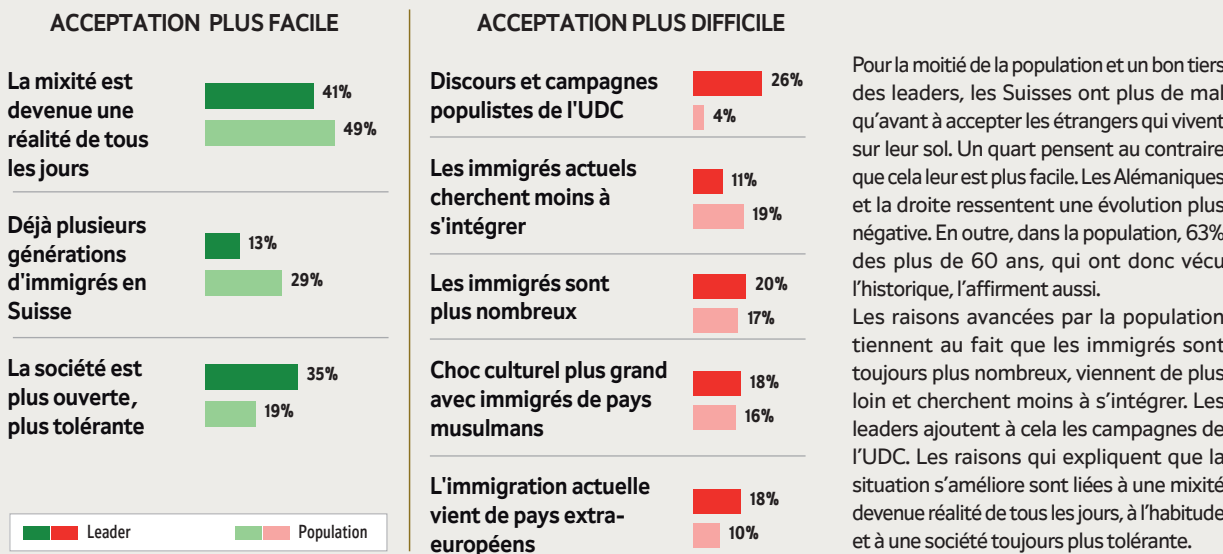 ACCEPTATION PLUS FACILE
La mixité est
devenue une
réalité de tous
les jours
41%
49%
Déjà plusieurs
générations
d'immigrés en
Suisse
13%
29%
La société est
plus ouverte,
plus tolérante
35%
19%
Leader
Population
ACCEPTATION PLUS DIFFICILE
Discours et campagnes
populistes de l'UDC
26%
4%
Les immigrés actuels
cherchent moins à
s'intégrer
11%
19%
Les immigrés sont
plus nombreux
20%
17%
Choc culturel plus grand
avec immigrés de pays
musulmans
18%
16%
L'immigration actuelle
vient de pays extra-
européens
18%
10%
Pour la moitié de la population et un bon tiers
des leaders, les Suisses ont plus de mal
qu’avant à accepter les étrangers qui vivent
sur leur sol. Un quart pensent au contraire
que cela leur est plus facile. Les Alémaniques
et la droite ressentent une évolution plus
négative. En outre, dans la population, 63%
des plus de 60 ans, qui ont donc vécu
l’historique, l’affirment aussi.
Les raisons avancées par la population
tiennent au fait que les immigrés sont
toujours plus nombreux, viennent de plus
loin et cherchent moins à s’intégrer. Les
leaders ajoutent à cela les campagnes de
l’UDC. Les raisons qui expliquent que la
situation s’améliore sont liées à une mixité
devenue réalité de tous les jours, à l’habitude
et à une société toujours plus tolérante.